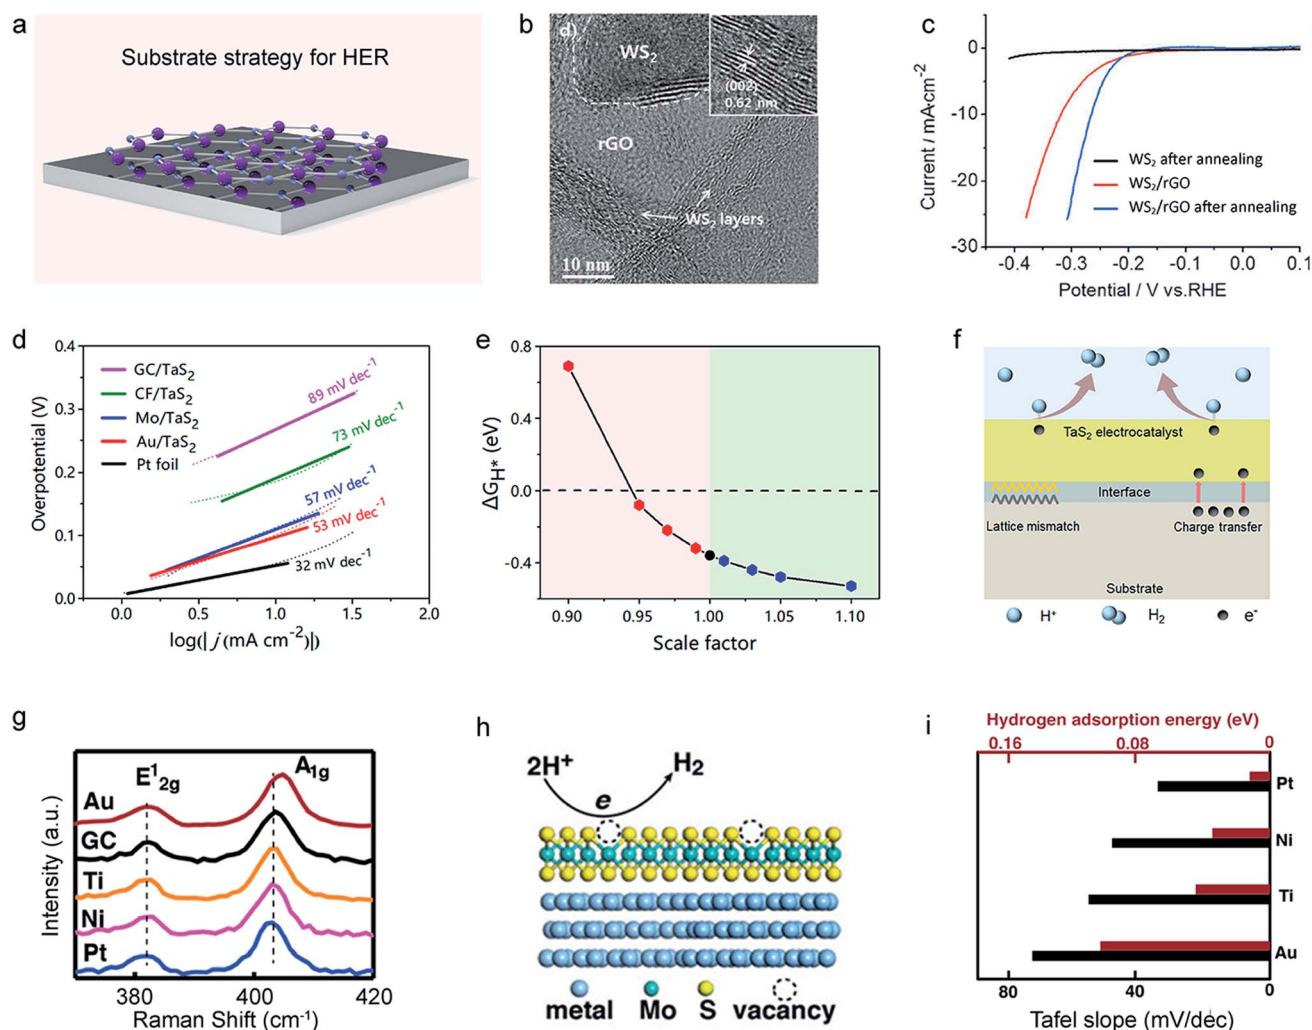 a
Substrate strategy for HER
b
d)
WS2
(002)
0.62 nm
rGO
WS2 layers
10 nm
c
Current / mA·cm-2
0
-10
-20
-30
WS2 after annealing
WS2/rGO
WS2/rGO after annealing
-0.4 -0.3 -0.2 -0.1 0.0 0.1
Potential / V vs.RHE
d
Overpotential (V)
0.4
0.3
0.2
0.1
0.0
GC/TaS2
CF/TaS2
Mo/TaS2
Au/TaS2
Pt foil
89 mV dec-1
73 mV dec-1
57 mV dec-1
53 mV dec-1
32 mV dec-1
0.0 0.5 1.0 1.5 2.0
log(| j (mA cm-2)|)
e
ΔGH* (eV)
0.8
0.4
0.0
-0.4
0.90 0.95 1.00 1.05 1.10
Scale factor
f
TaS2 electrocatalyst
Interface
Lattice mismatch
Charge transfer
Substrate
H+ H2 e-
g
Intensity (a.u.)
E12g
A1g
Au
GC
Ti
Ni
Pt
380 400 420
Raman Shift (cm-1)
h
2H+ H2
e
metal Mo S vacancy
i
Hydrogen adsorption energy (eV)
0.16 0.08 0
Pt
Ni
Ti
Au
80 40 0
Tafel slope (mV/dec)